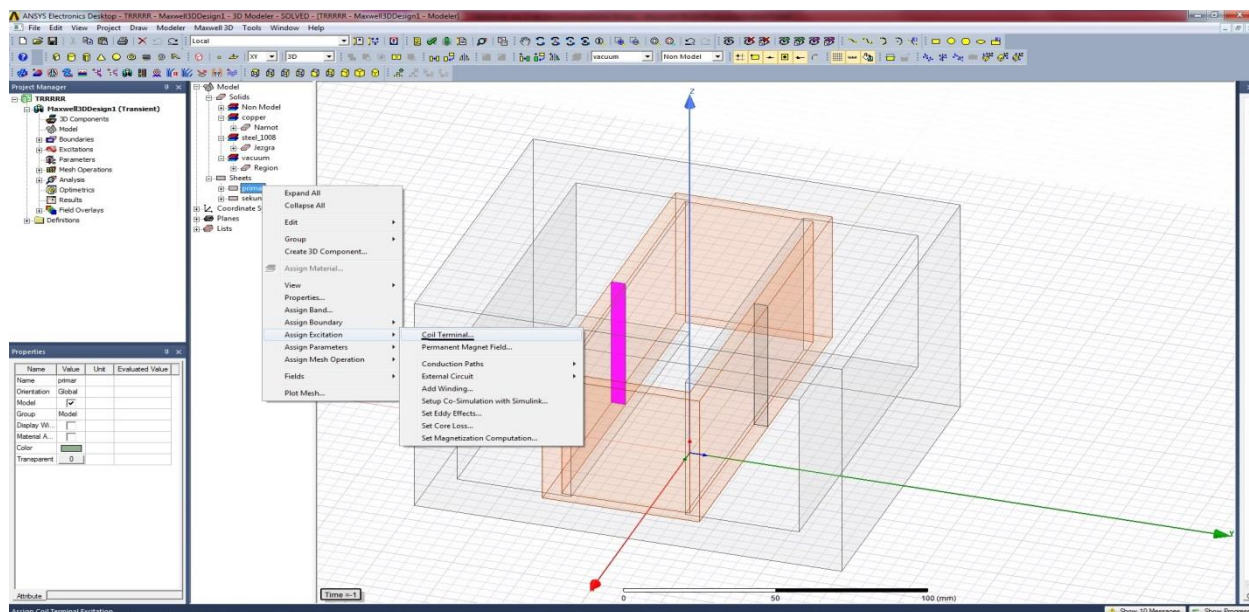 ANSYS Electronics Desktop - TRRRRR - Maxwell3DDesign1 - 3D Modeler - SOLVED - [TRRRRR - Maxwell3DDesign1 - Modeler]
File Edit View Project Draw Modeler Maxwell 3D Tools Window Help
Local
XY
3D
vacuum
Non Model
Project Manager
TRRRRR
Maxwell3DDesign1 (Transient)
3D Components
Model
Boundaries
Excitations
Parameters
Mesh Operations
Analysis
Optimetrics
Results
Field Overlays
Definitions
Model
Solids
Non Model
copper
Namot
steel_1008
Jezgra
vacuum
Region
Sheets
primar
sekun
Coordinate S
Planes
Lists
Expand All
Collapse All
Edit
Group
Create 3D Component...
Assign Material...
View
Properties...
Assign Band...
Assign Boundary
Assign Excitation
Assign Parameters
Assign Mesh Operation
Fields
Plot Mesh...
Coil Terminal...
Permanent Magnet Field...
Conduction Paths
External Circuit
Add Winding...
Setup Co-Simulation with Simulink...
Set Eddy Effects...
Set Core Loss...
Set Magnetization Computation...
Properties
Name Value Unit Evaluated Value
Name primar
Orientation Global
Model
Group Model
Display Wi...
Material A...
Color
Transparent 0
Attribute
Z
Y
Time =-1
0 50 100 (mm)
Assign Coil Terminal Excitation
Show 10 Messages
Show Progress